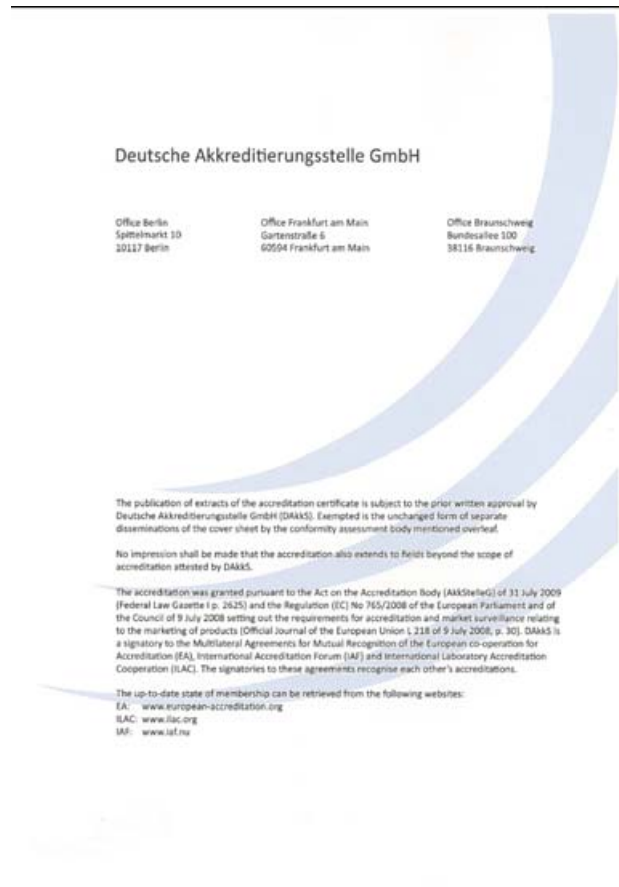 Deutsche Akkreditierungsstelle GmbH
Office Berlin
Spittelmarkt 10
10117 Berlin
Office Frankfurt am Main
Gartenstraße 6
60594 Frankfurt am Main
Office Braunschweig
Bundesallee 100
38116 Braunschweig
The publication of extracts of the accreditation certificate is subject to the prior written approval by
Deutsche Akkreditierungsstelle GmbH (DAkkS). Exempted is the unchanged form of separate
disseminations of the cover sheet by the conformity assessment body mentioned overleaf.
No impression shall be made that the accreditation also extends to fields beyond the scope of
accreditation attested by DAkkS.
The accreditation was granted pursuant to the Act on the Accreditation Body (AkkStelleG) of 31 July 2009
(Federal Law Gazette I p. 2625) and the Regulation (EC) No 765/2008 of the European Parliament and of
the Council of 9 July 2008 setting out the requirements for accreditation and market surveillance relating
to the marketing of products (Official Journal of the European Union L 218 of 9 July 2008, p. 30). DAkkS is
a signatory to the Multilateral Agreements for Mutual Recognition of the European co-operation for
Accreditation (EA), International Accreditation Forum (IAF) and International Laboratory Accreditation
Cooperation (ILAC). The signatories to these agreements recognise each other's accreditations.
The up-to-date state of membership can be retrieved from the following websites:
EA: www.european-accreditation.org
ILAC: www.ilac.org
IAF: www.iaf.nu